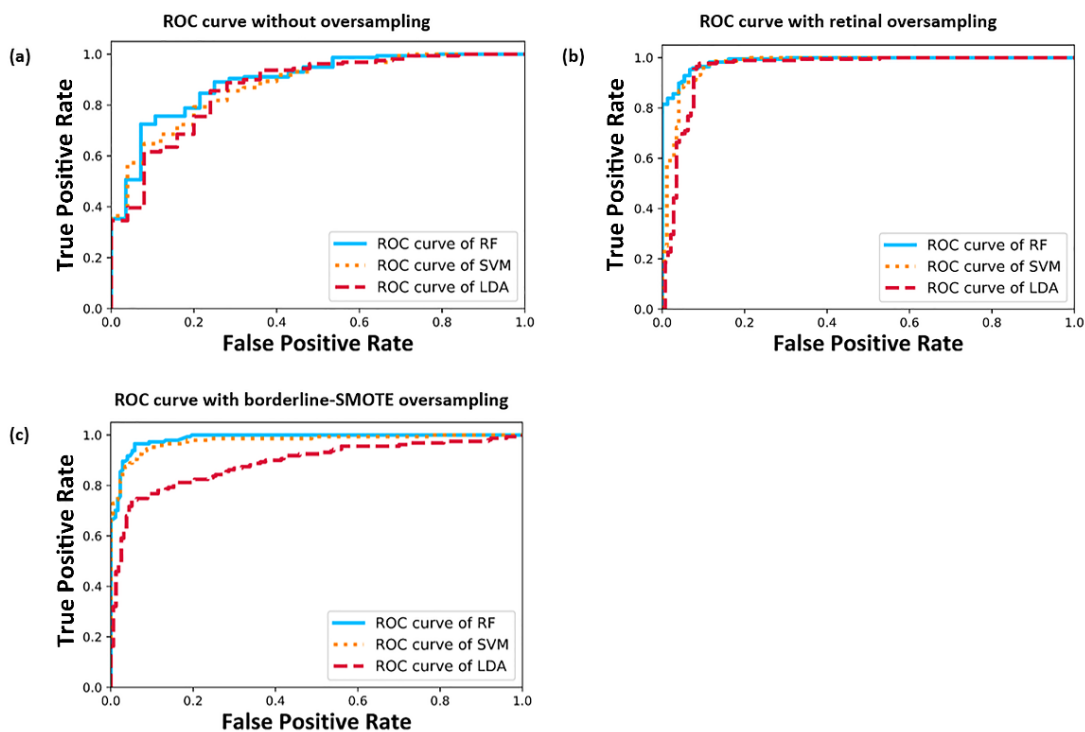 ROC curve without oversampling
(a)
True Positive Rate
1.0
0.8
0.6
0.4
0.2
0.0
ROC curve of RF
ROC curve of SVM
ROC curve of LDA
0.0 0.2 0.4 0.6 0.8 1.0
False Positive Rate
ROC curve with retinal oversampling
(b)
True Positive Rate
1.0
0.8
0.6
0.4
0.2
0.0
ROC curve of RF
ROC curve of SVM
ROC curve of LDA
0.0 0.2 0.4 0.6 0.8 1.0
False Positive Rate
ROC curve with borderline-SMOTE oversampling
(c)
True Positive Rate
1.0
0.8
0.6
0.4
0.2
0.0
ROC curve of RF
ROC curve of SVM
ROC curve of LDA
0.0 0.2 0.4 0.6 0.8 1.0
False Positive Rate